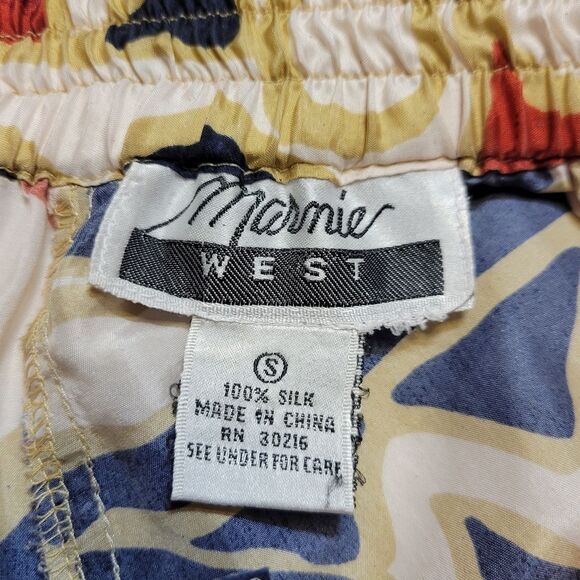 Marnie
WEST
S
100% SILK
MADE IN CHINA
RN 30216
SEE UNDER FOR CARE